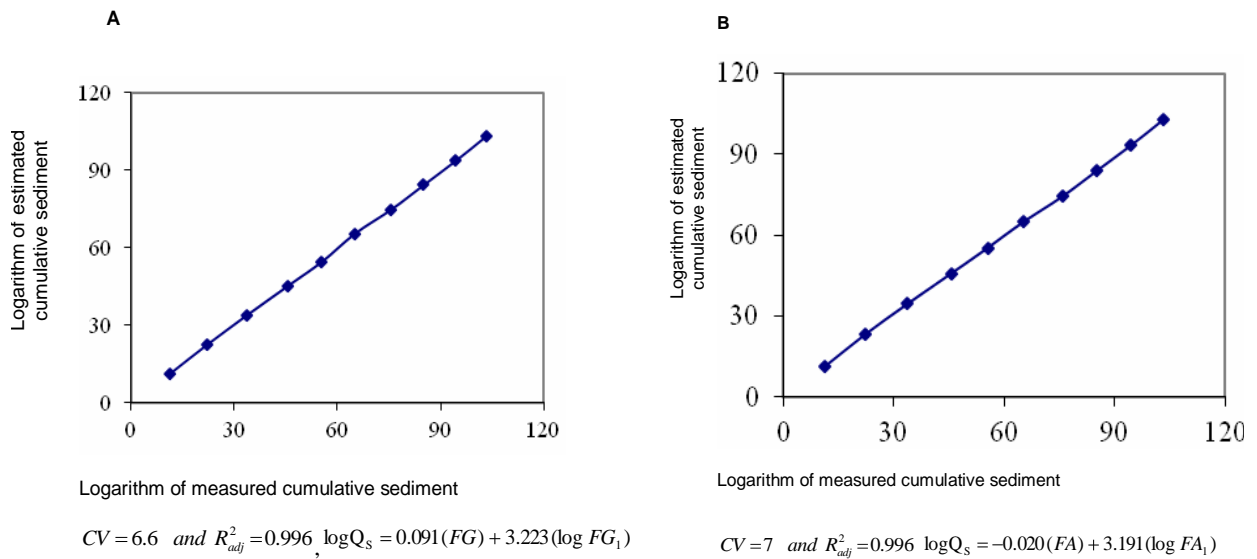 A
120
90
60
30
0
0 30 60 90 120
Logarithm of estimated
cumulative sediment
Logarithm of measured cumulative sediment
CV = 6.6 and R²adj = 0.996 , logQS = 0.091(FG) + 3.223(log FG1)
B
120
90
60
30
0
0 30 60 90 120
Logarithm of estimated
cumulative sediment
Logarithm of measured cumulative sediment
CV = 7 and R²adj = 0.996 logQS = −0.020(FA) + 3.191(log FA1)